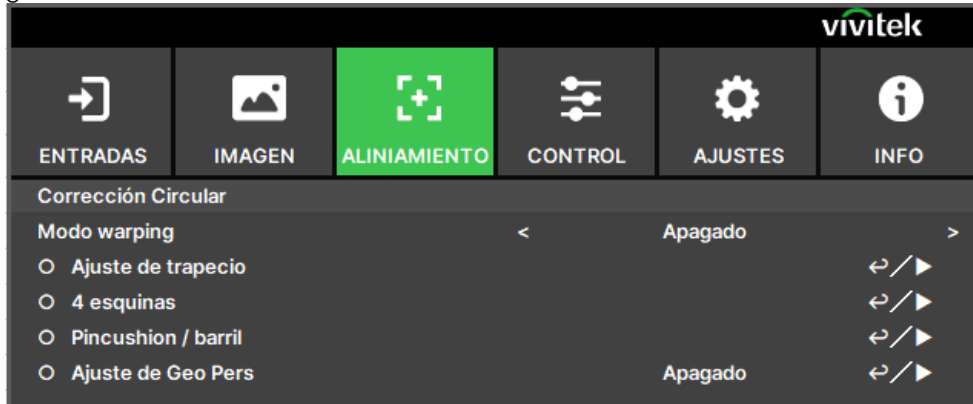 vivitek
ENTRADAS IMAGEN ALINIAMIENTO CONTROL AJUSTES INFO
Corrección Circular
Modo warping < Apagado >
Ajuste de trapecio
4 esquinas
Pincushion / barril
Ajuste de Geo Pers Apagado